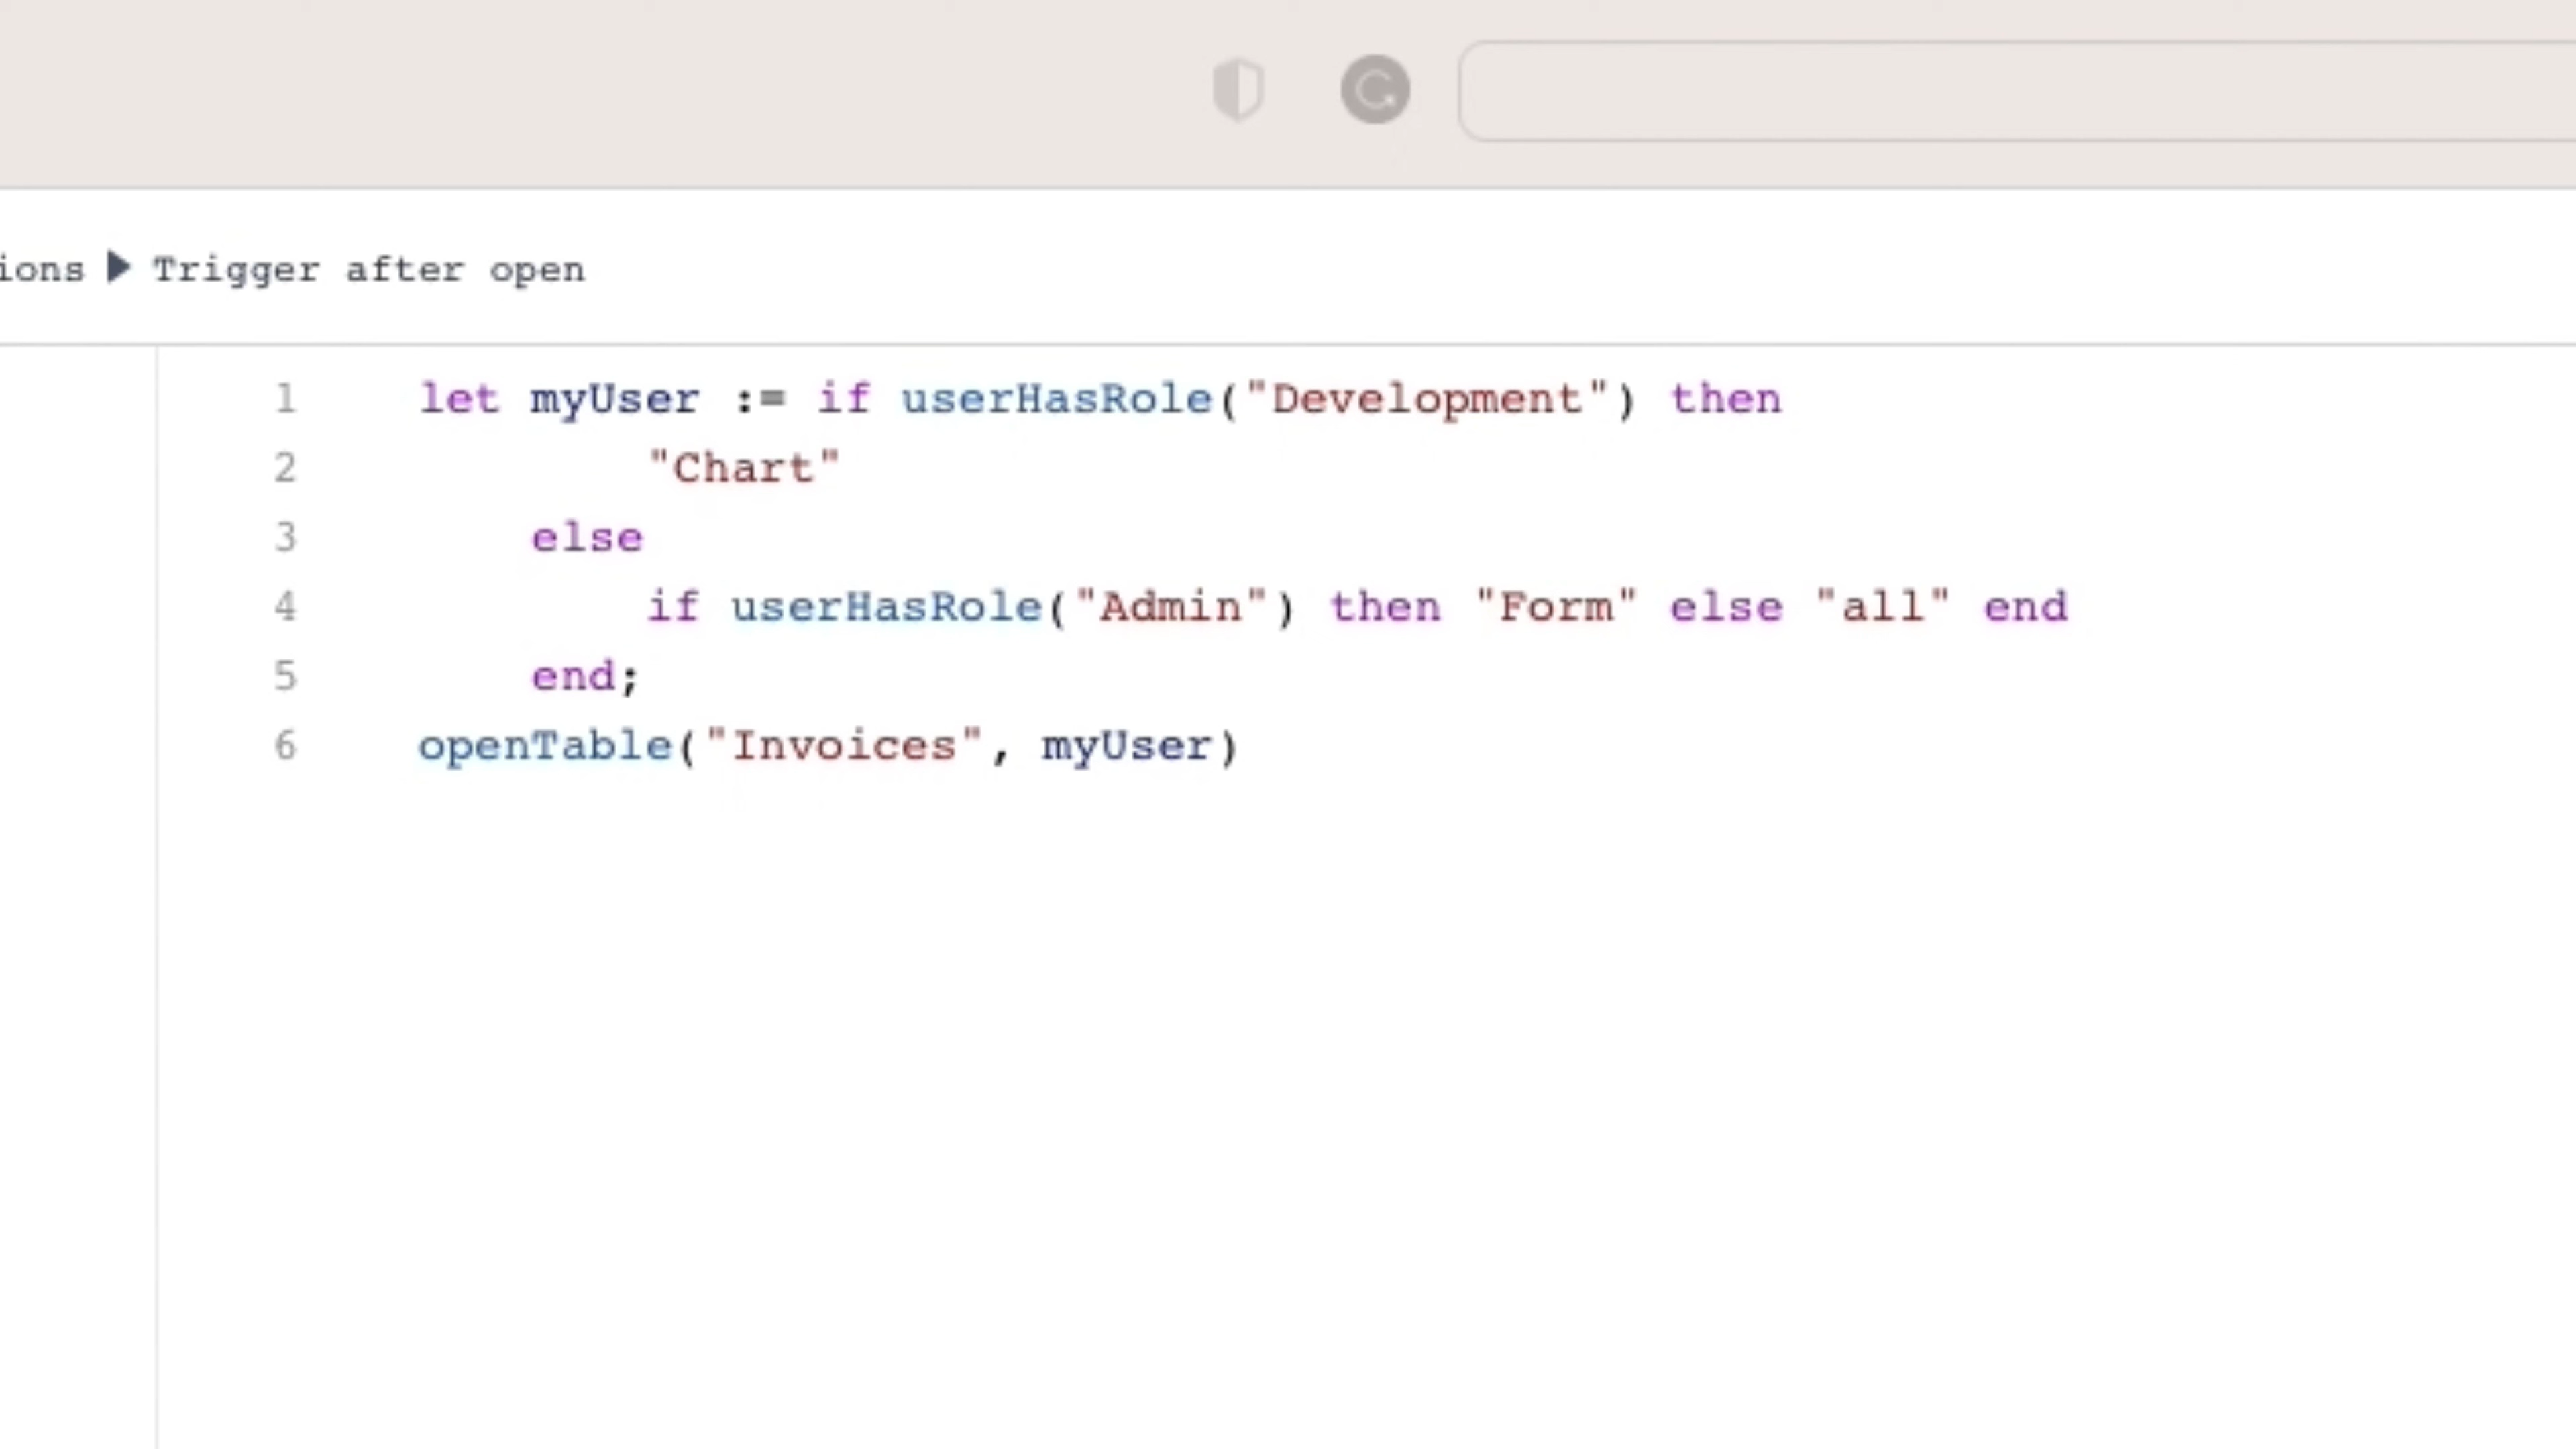 ions ▶ Trigger after open
1 let myUser := if userHasRole("Development") then
2 "Chart"
3 else
4 if userHasRole("Admin") then "Form" else "all" end
5 end;
6 openTable("Invoices", myUser)